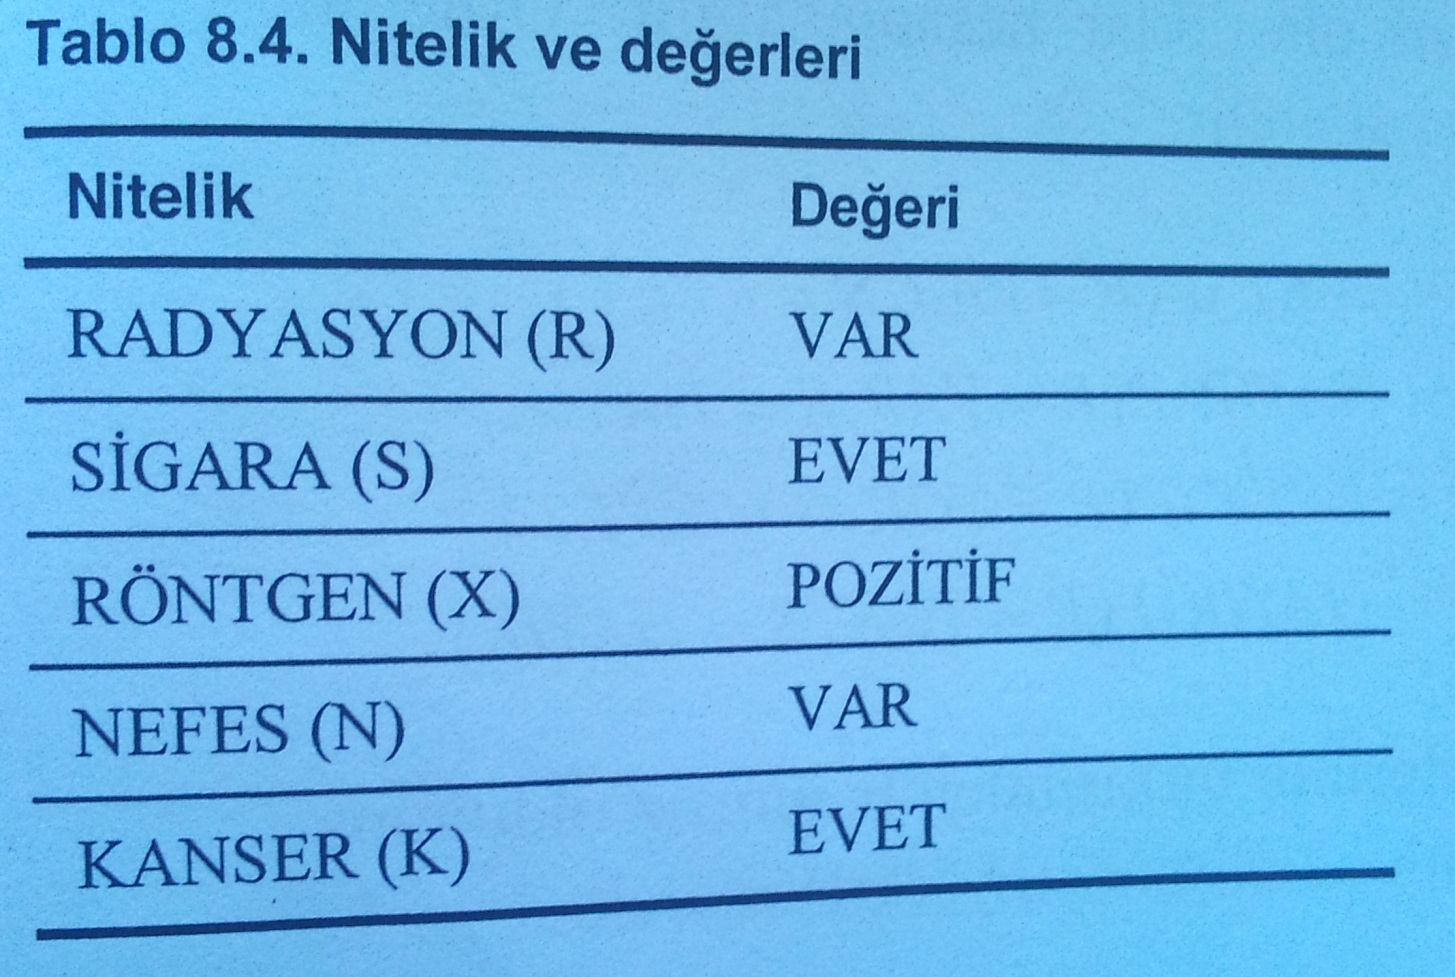 Tablo 8.4. Nitelik ve değerleri
Nitelik Değeri
RADYASYON (R) VAR
SİGARA (S) EVET
RÖNTGEN (X) POZİTİF
NEFES (N) VAR
KANSER (K) EVET